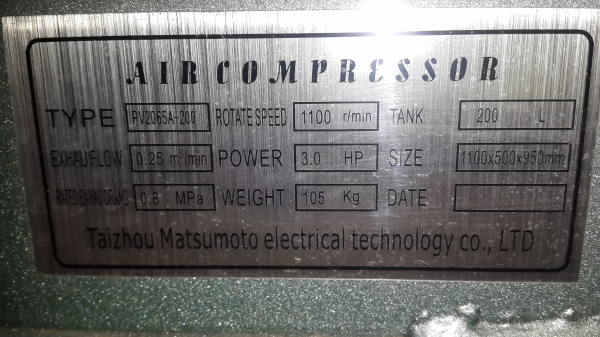 AIR COMPRESSOR
TYPE PV2065A-200 ROTATE SPEED 1100 r/min TANK 200 L
EXHAU FLOW 0.25 m³/min POWER 3.0 HP SIZE 1100x500x950mm
0.8 MPa WEIGHT 105 Kg DATE
Taizhou Matsumoto electrical technology co., LTD